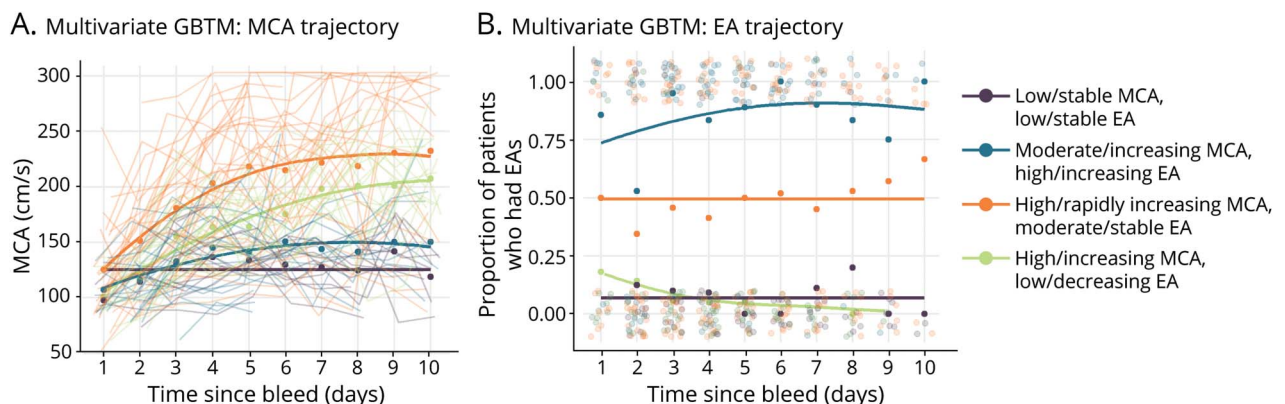 A. Multivariate GBTM: MCA trajectory
300
250
200
150
100
50
MCA (cm/s)
1 2 3 4 5 6 7 8 9 10
Time since bleed (days)
B. Multivariate GBTM: EA trajectory
1.00
0.75
0.50
0.25
0.00
Proportion of patients
who had EAs
1 2 3 4 5 6 7 8 9 10
Time since bleed (days)
Low/stable MCA,
low/stable EA
Moderate/increasing MCA,
high/increasing EA
High/rapidly increasing MCA,
moderate/stable EA
High/increasing MCA,
low/decreasing EA